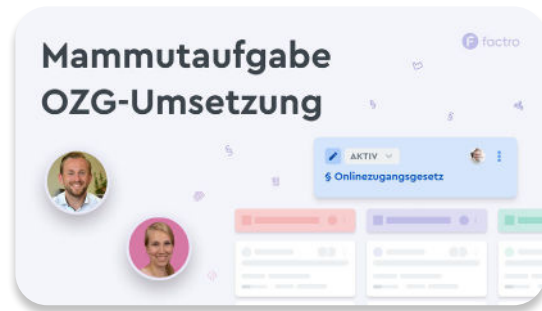 Mammutaufgabe
OZG-Umsetzung
factro
AKTIV
§ Onlinezugangsgesetz